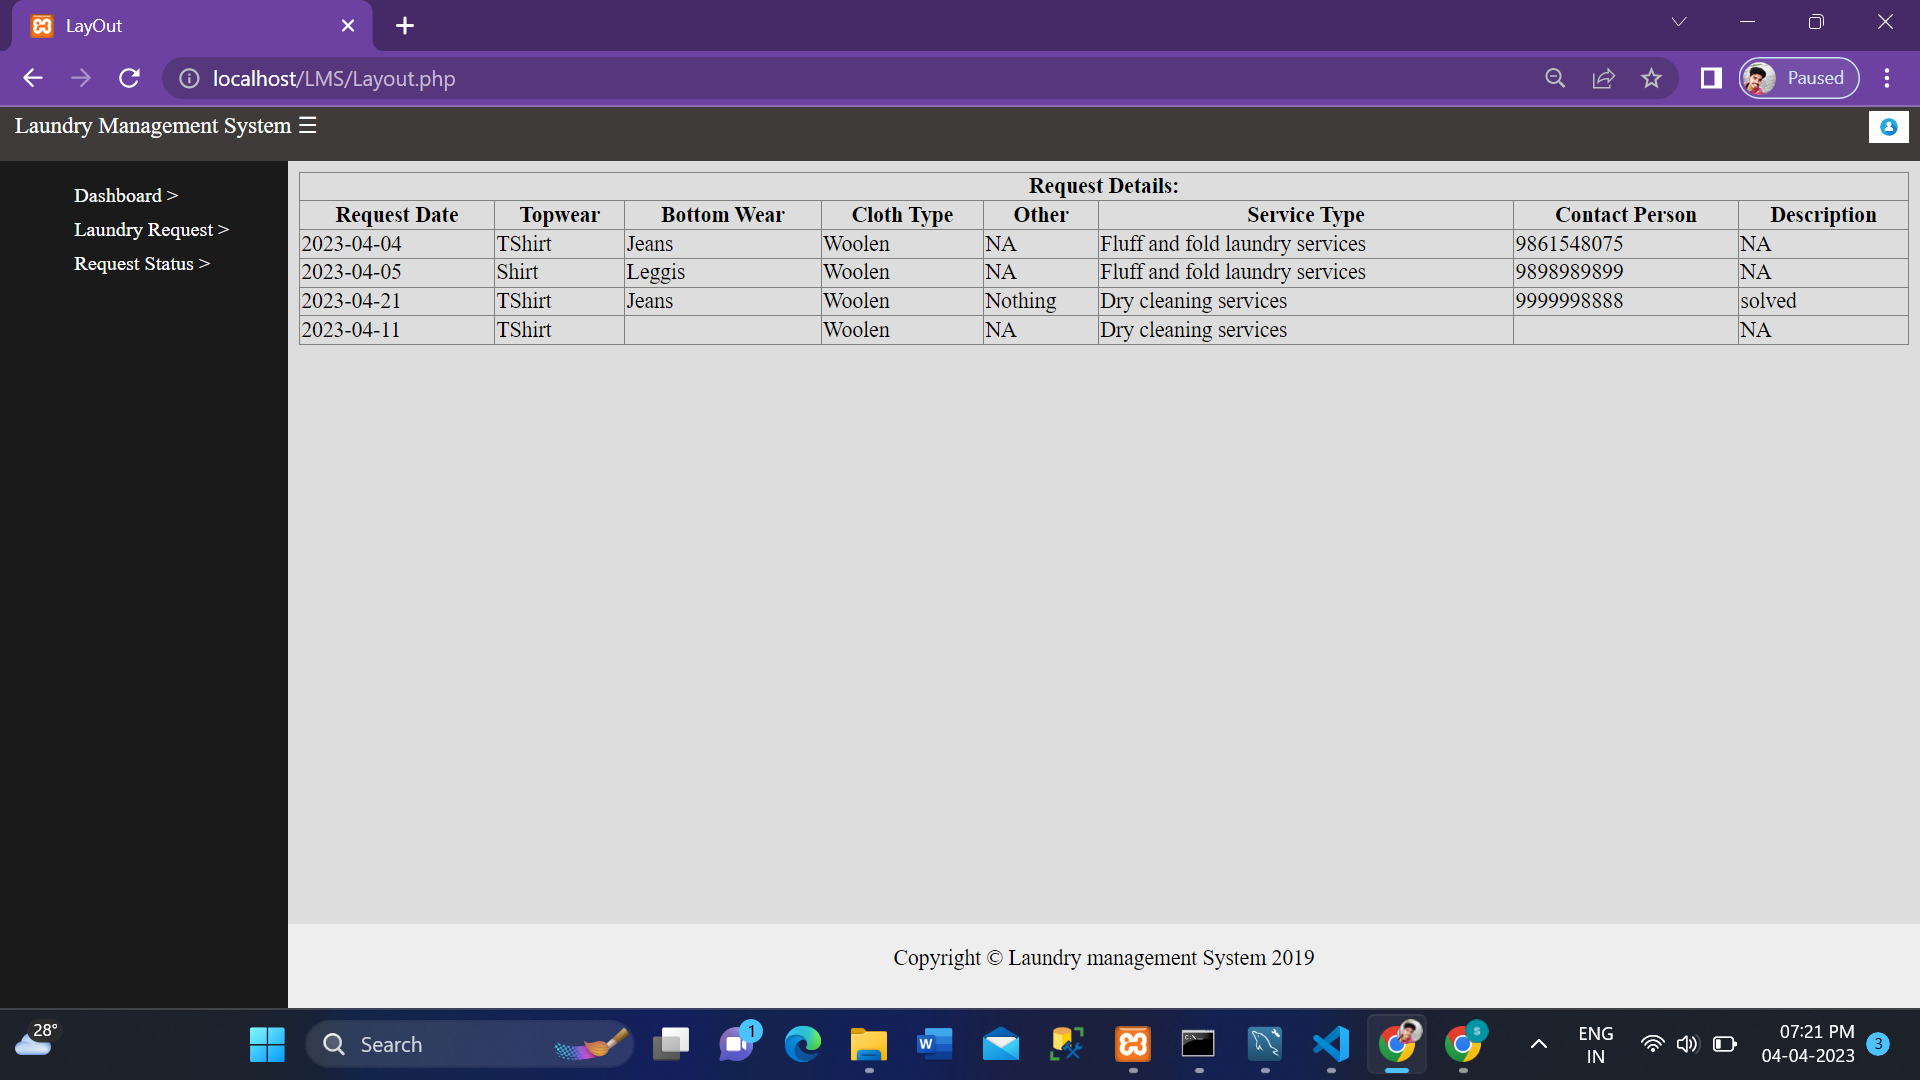 LayOut
localhost/LMS/Layout.php
Paused
Laundry Management System ☰
Dashboard >
Laundry Request >
Request Status >
Request Details:
Request Date Topwear Bottom Wear Cloth Type Other Service Type Contact Person Description
2023-04-04 TShirt Jeans Woolen NA Fluff and fold laundry services 9861548075 NA
2023-04-05 Shirt Leggis Woolen NA Fluff and fold laundry services 9898989899 NA
2023-04-21 TShirt Jeans Woolen Nothing Dry cleaning services 9999998888 solved
2023-04-11 TShirt Woolen NA Dry cleaning services NA
Copyright © Laundry management System 2019
28°
Search
1
W
S
ENG
IN
07:21 PM
04-04-2023
3